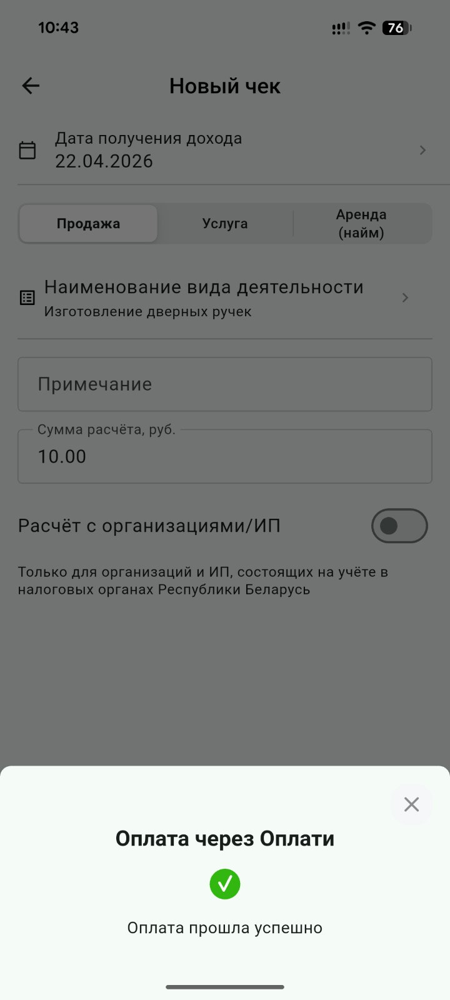 10:43
76
Новый чек
Дата получения дохода
22.04.2026
Продажа
Услуга
Аренда
(найм)
Наименование вида деятельности
Изготовление дверных ручек
Примечание
Сумма расчёта, руб.
10.00
Расчёт с организациями/ИП
Только для организаций и ИП, состоящих на учёте в
налоговых органах Республики Беларусь
Оплата через Оплати
Оплата прошла успешно